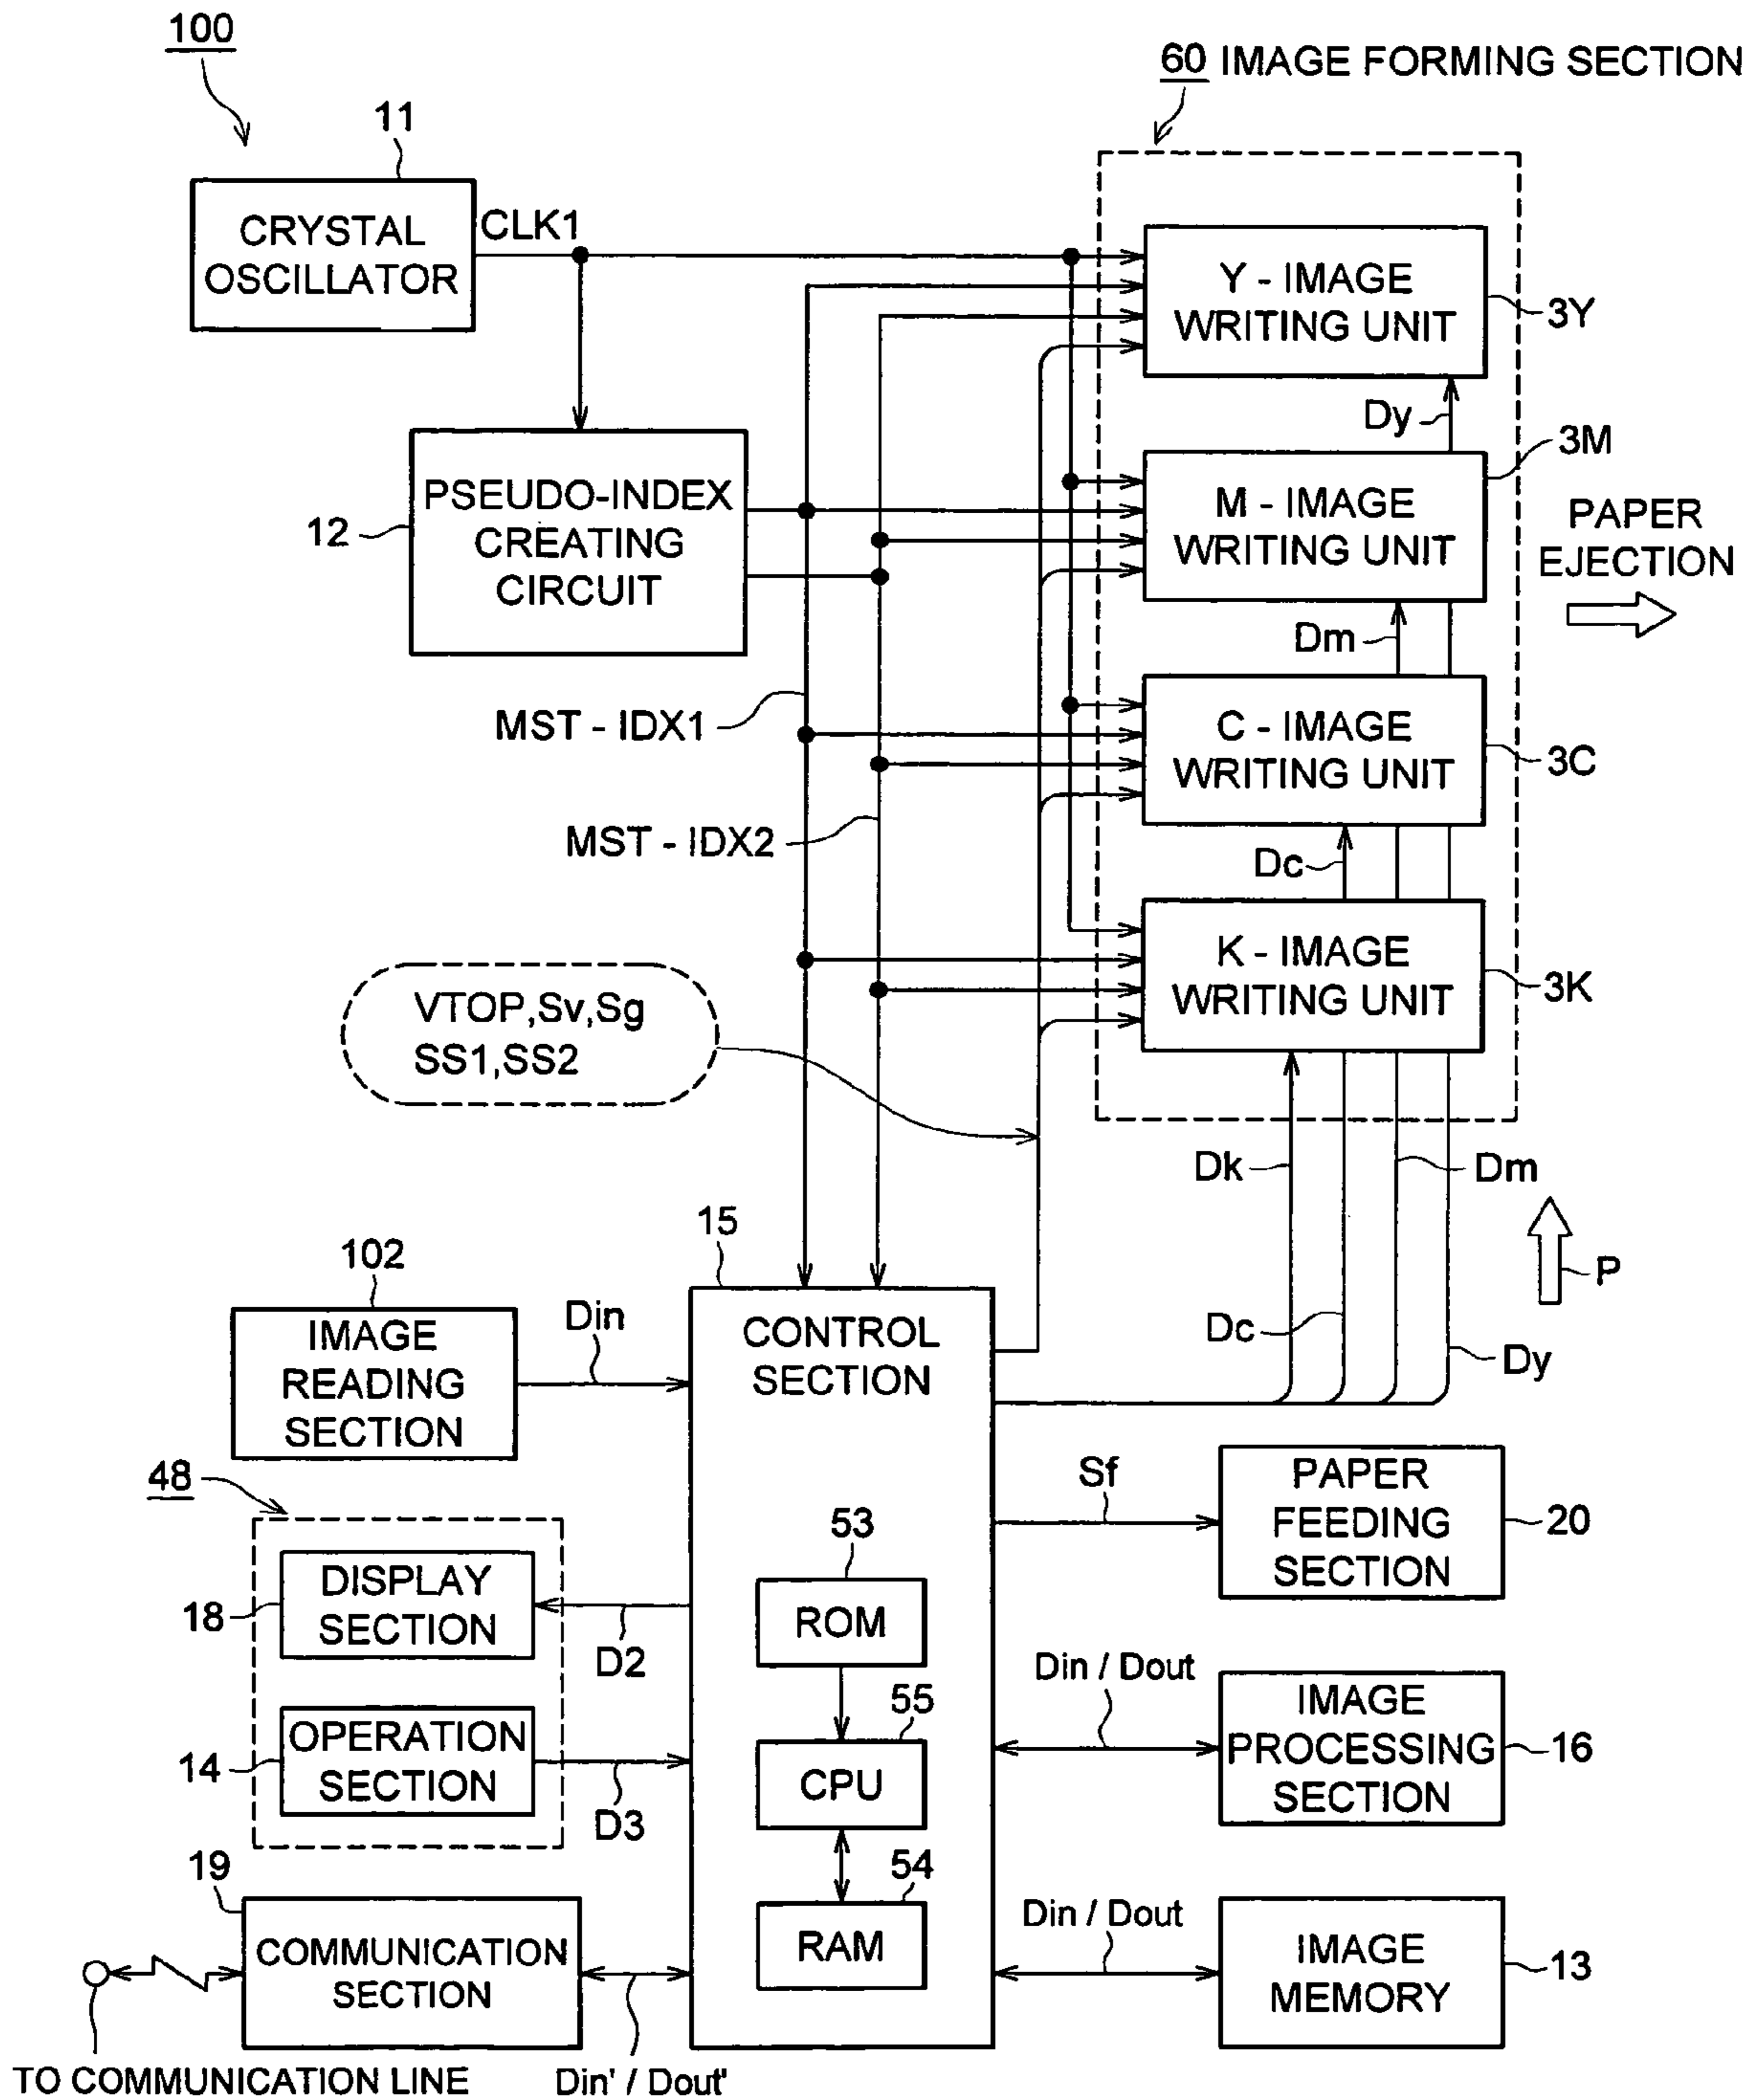 100
60 IMAGE FORMING SECTION
11
CRYSTAL
OSCILLATOR
CLK1
Y - IMAGE
WRITING UNIT
3Y
Dy
3M
M - IMAGE
WRITING UNIT
PAPER
EJECTION
12
PSEUDO-INDEX
CREATING
CIRCUIT
Dm
MST - IDX1
C - IMAGE
WRITING UNIT
3C
MST - IDX2
Dc
K - IMAGE
WRITING UNIT
3K
VTOP,Sv,Sg
SS1,SS2
Dk
Dm
15
P
102
IMAGE
READING
SECTION
Din
CONTROL
SECTION
Dc
Dy
48
Sf
PAPER
FEEDING
SECTION
20
53
ROM
18
DISPLAY
SECTION
D2
Din / Dout
55
IMAGE
PROCESSING
SECTION
16
14
OPERATION
SECTION
D3
CPU
19
54
COMMUNICATION
SECTION
RAM
Din / Dout
IMAGE
MEMORY
13
TO COMMUNICATION LINE
Din' / Dout'